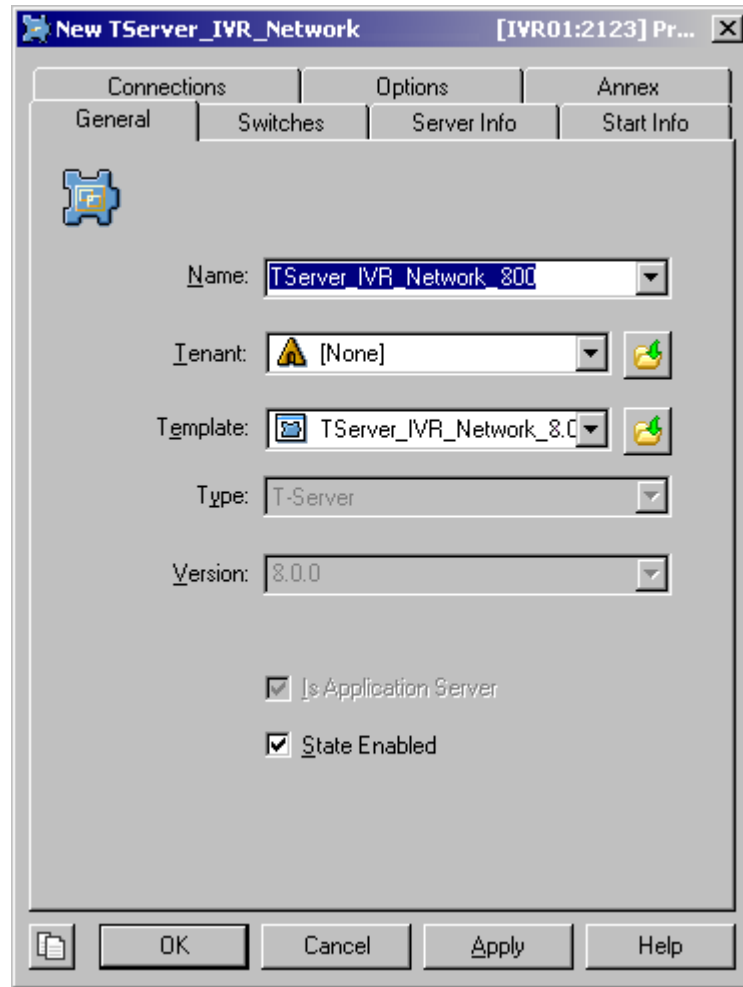 New TServer_IVR_Network [IVR01:2123] Pr...
Connections Options Annex
General Switches Server Info Start Info
Name: TServer_IVR_Network_800
Tenant: [None]
Template: TServer_IVR_Network_8.0
Type: T-Server
Version: 8.0.0
Is Application Server
State Enabled
OK Cancel Apply Help